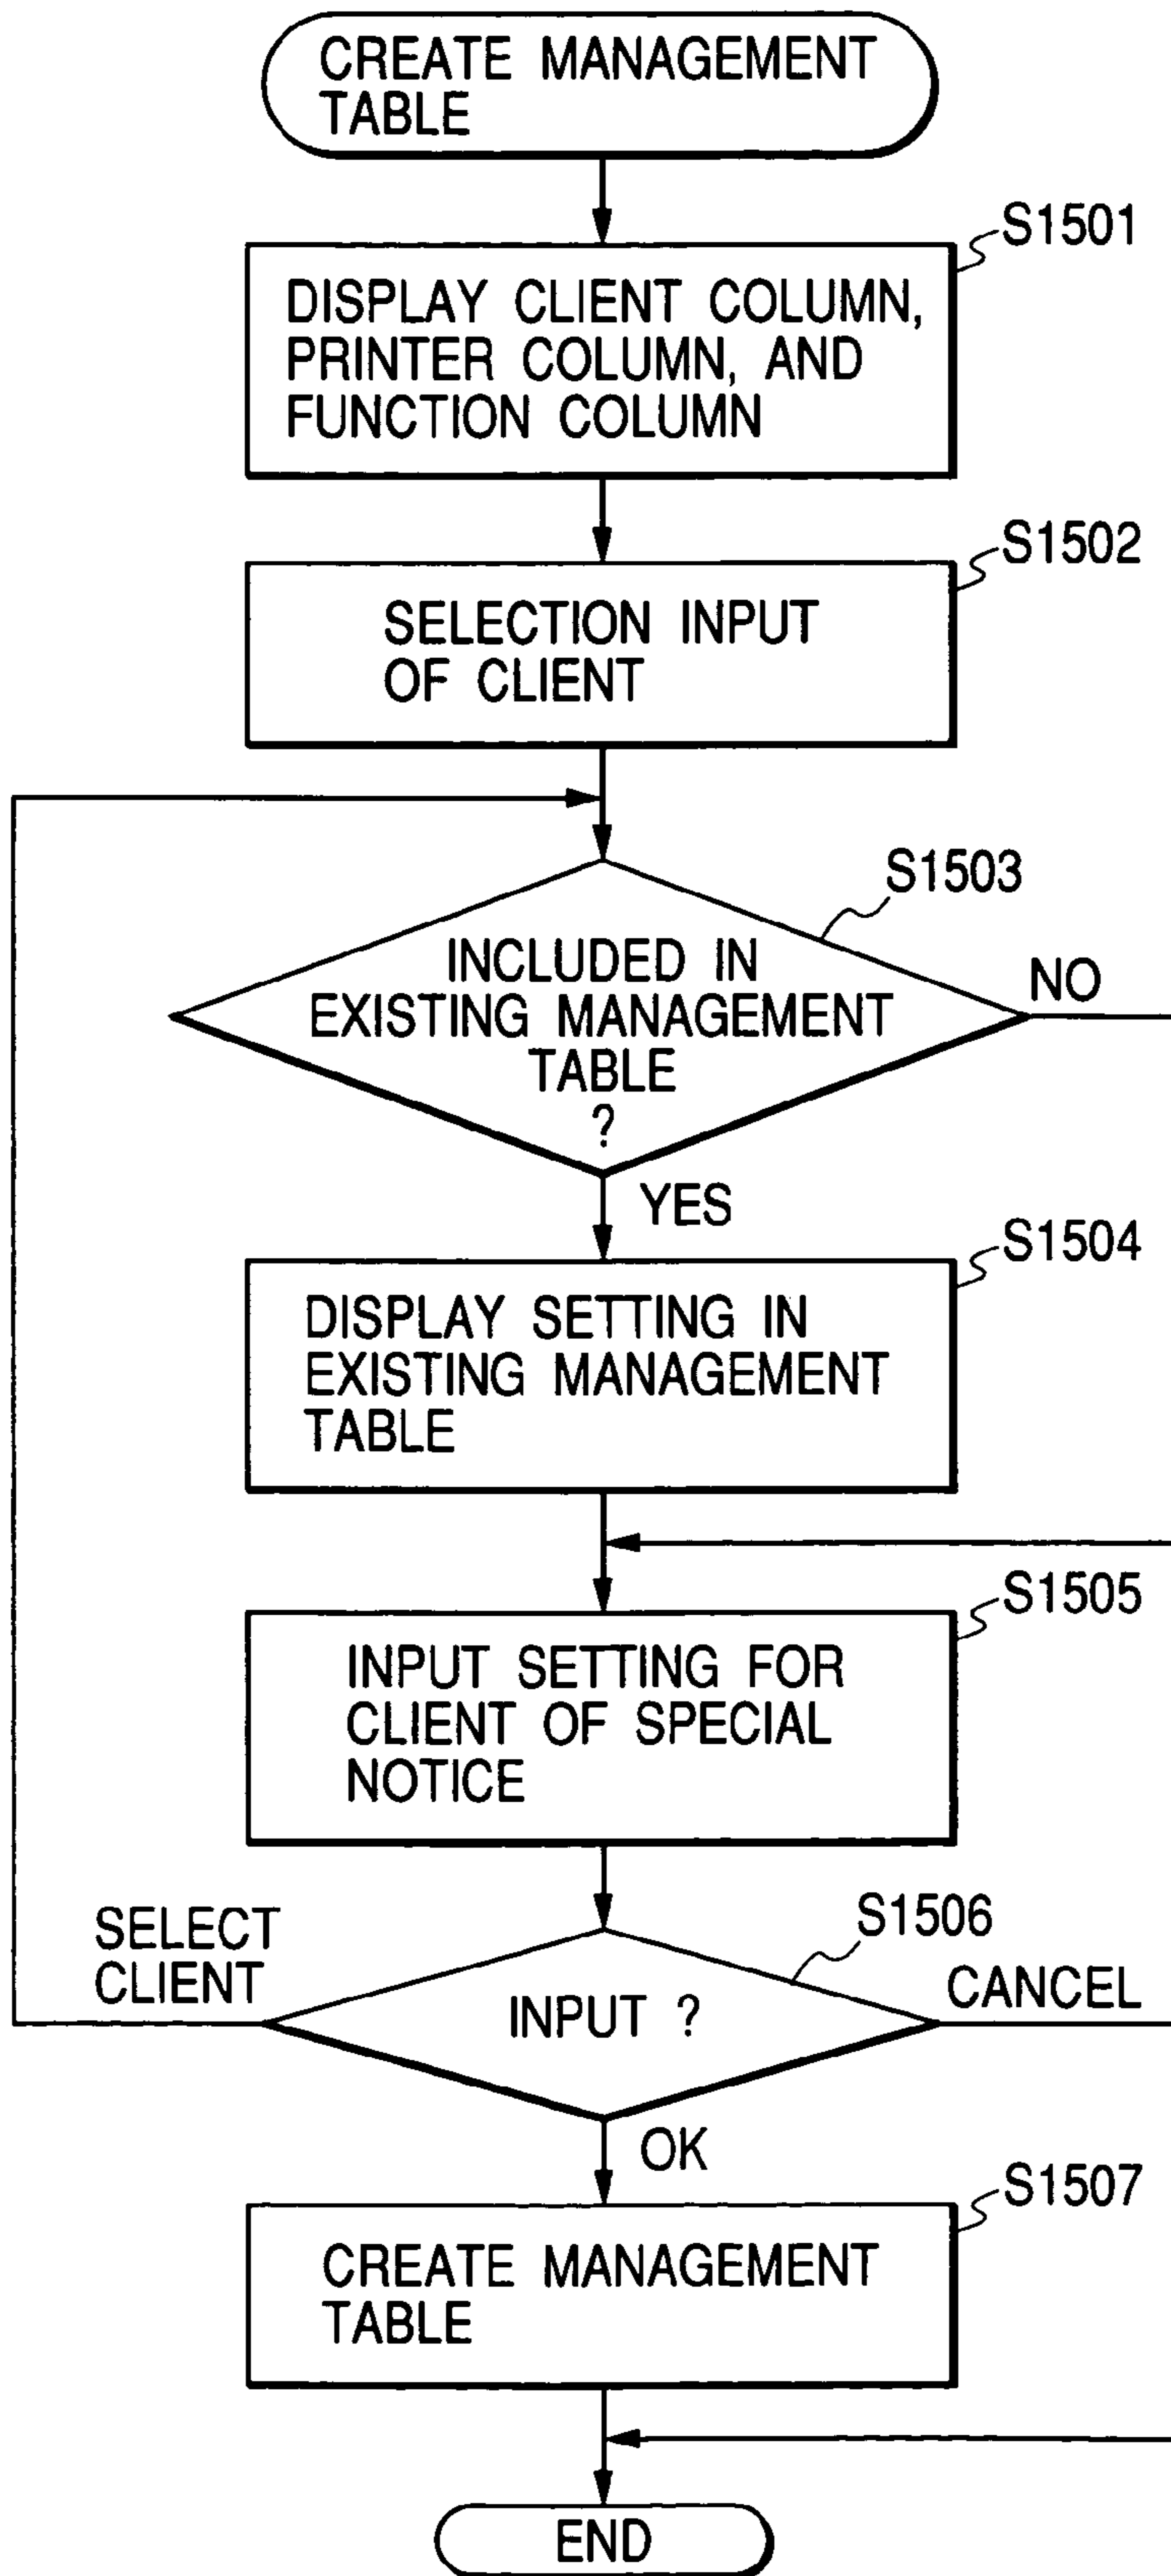 CREATE MANAGEMENT
TABLE
S1501
DISPLAY CLIENT COLUMN,
PRINTER COLUMN, AND
FUNCTION COLUMN
S1502
SELECTION INPUT
OF CLIENT
S1503
INCLUDED IN
EXISTING MANAGEMENT
TABLE
?
NO
YES
S1504
DISPLAY SETTING IN
EXISTING MANAGEMENT
TABLE
S1505
INPUT SETTING FOR
CLIENT OF SPECIAL
NOTICE
S1506
SELECT
CLIENT
INPUT ?
CANCEL
OK
S1507
CREATE MANAGEMENT
TABLE
END